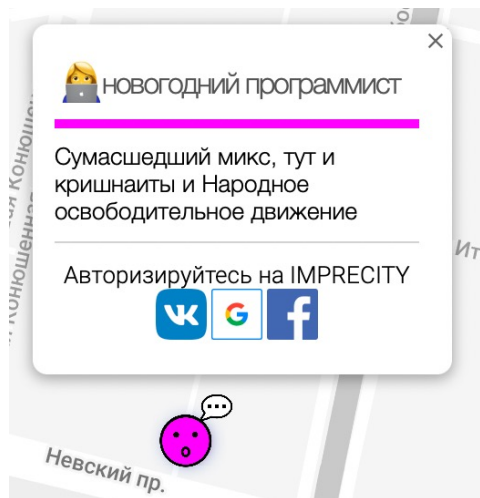 новогодний программист
Сумасшедший микс, тут и
кришнаиты и Народное
освободительное движение
Авторизируйтесь на IMPRECITY
Невский пр.